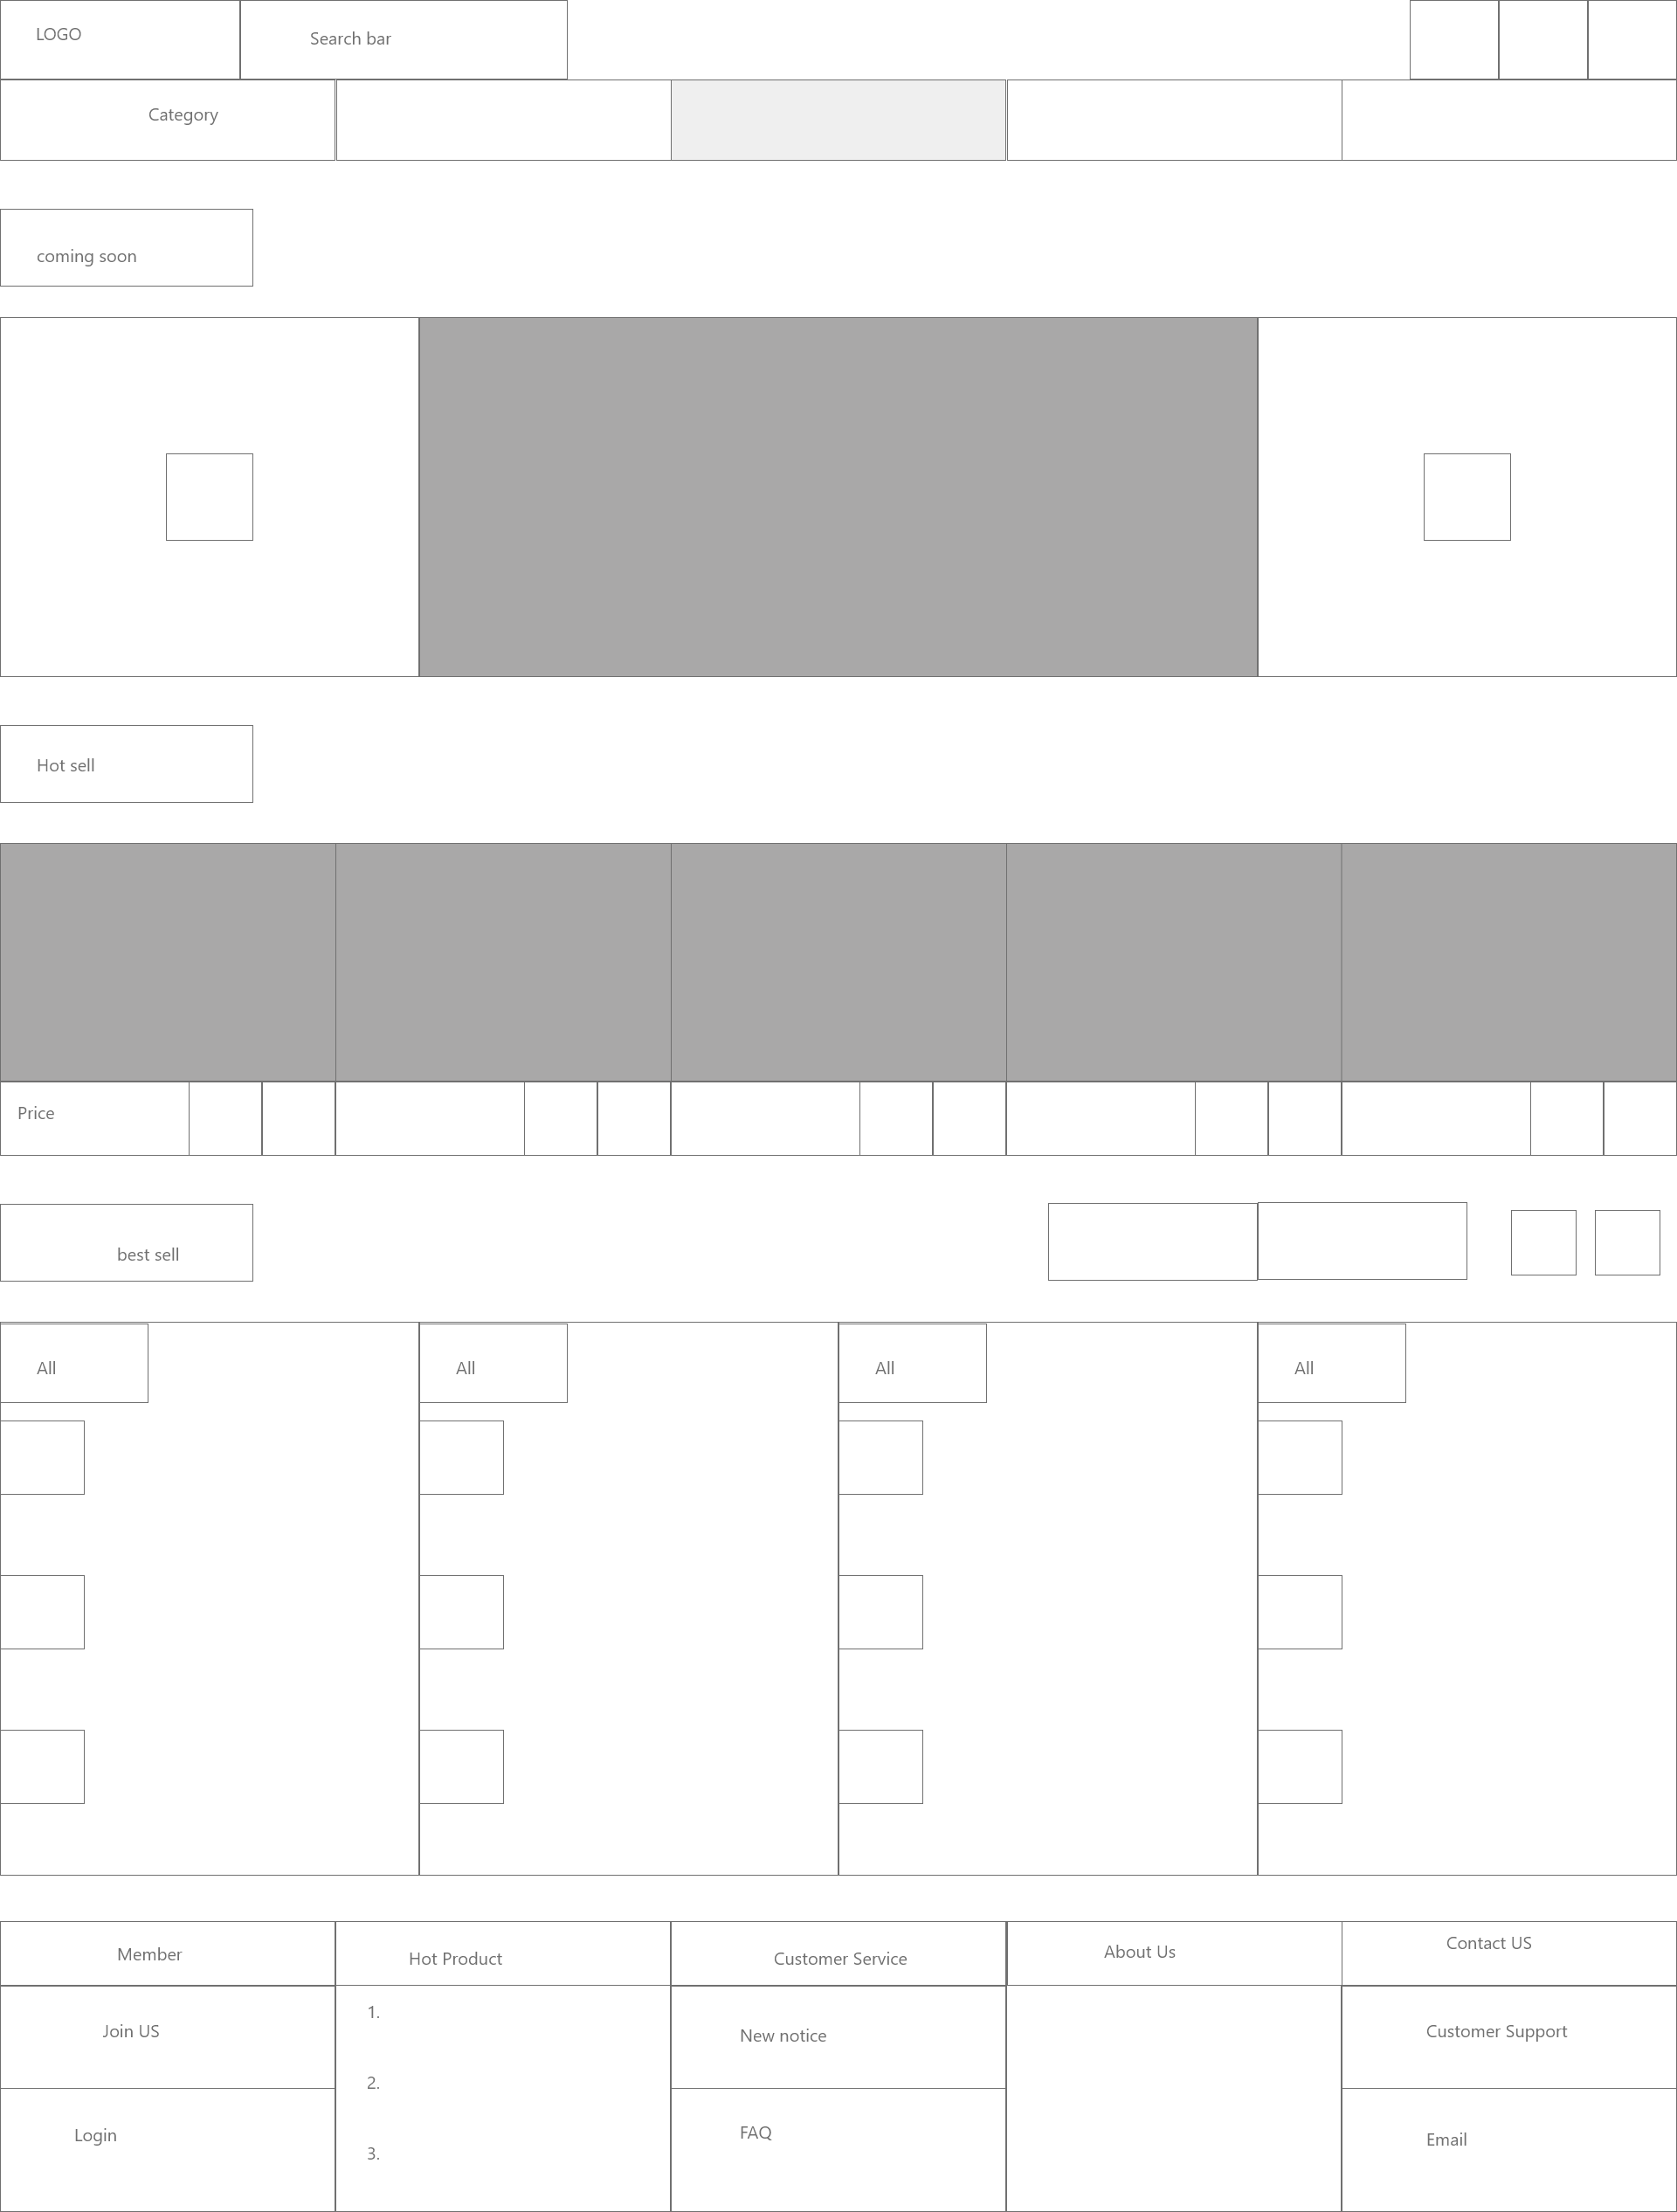 LOGO
Search bar
Category
coming soon
Hot sell
Price
best sell
All
All
All
All
Member
Hot Product
Customer Service
About Us
Contact US
Join US
1.
New notice
Customer Support
2.
Login
3.
FAQ
Email